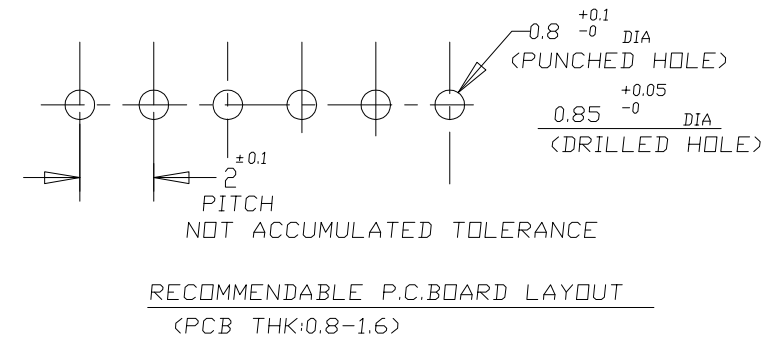 0.8 +0.1 -0 DIA
(PUNCHED HOLE)
0.85 +0.05 -0 DIA
(DRILLED HOLE)
2 ±0.1
PITCH
NOT ACCUMULATED TOLERANCE
RECOMMENDABLE P.C.BOARD LAYOUT
(PCB THK:0.8-1.6)